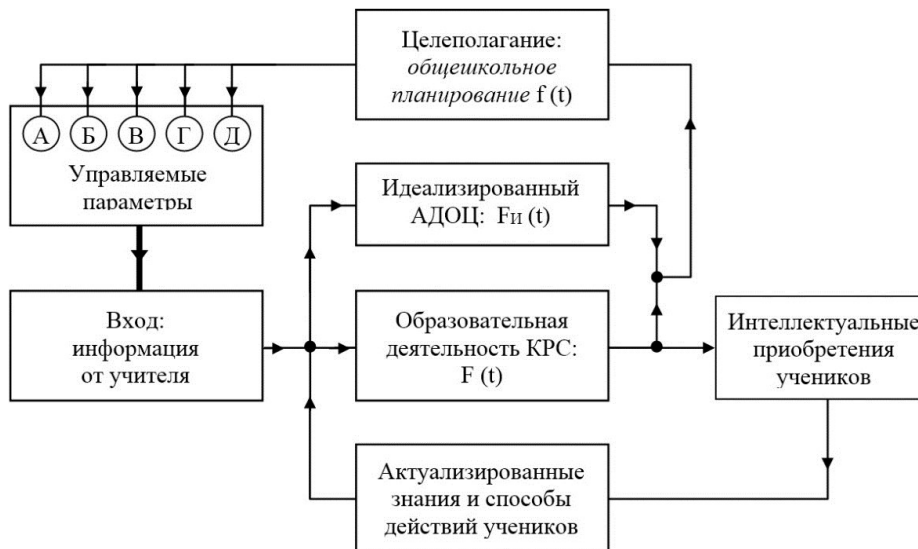 Целеполагание:
общешкольное
планирование f (t)
А Б В Г Д
Управляемые
параметры
Идеализированный
АДОЦ: FИ (t)
Вход:
информация
от учителя
Образовательная
деятельность КРС:
F (t)
Интеллектуальные
приобретения
учеников
Актуализированные
знания и способы
действий учеников